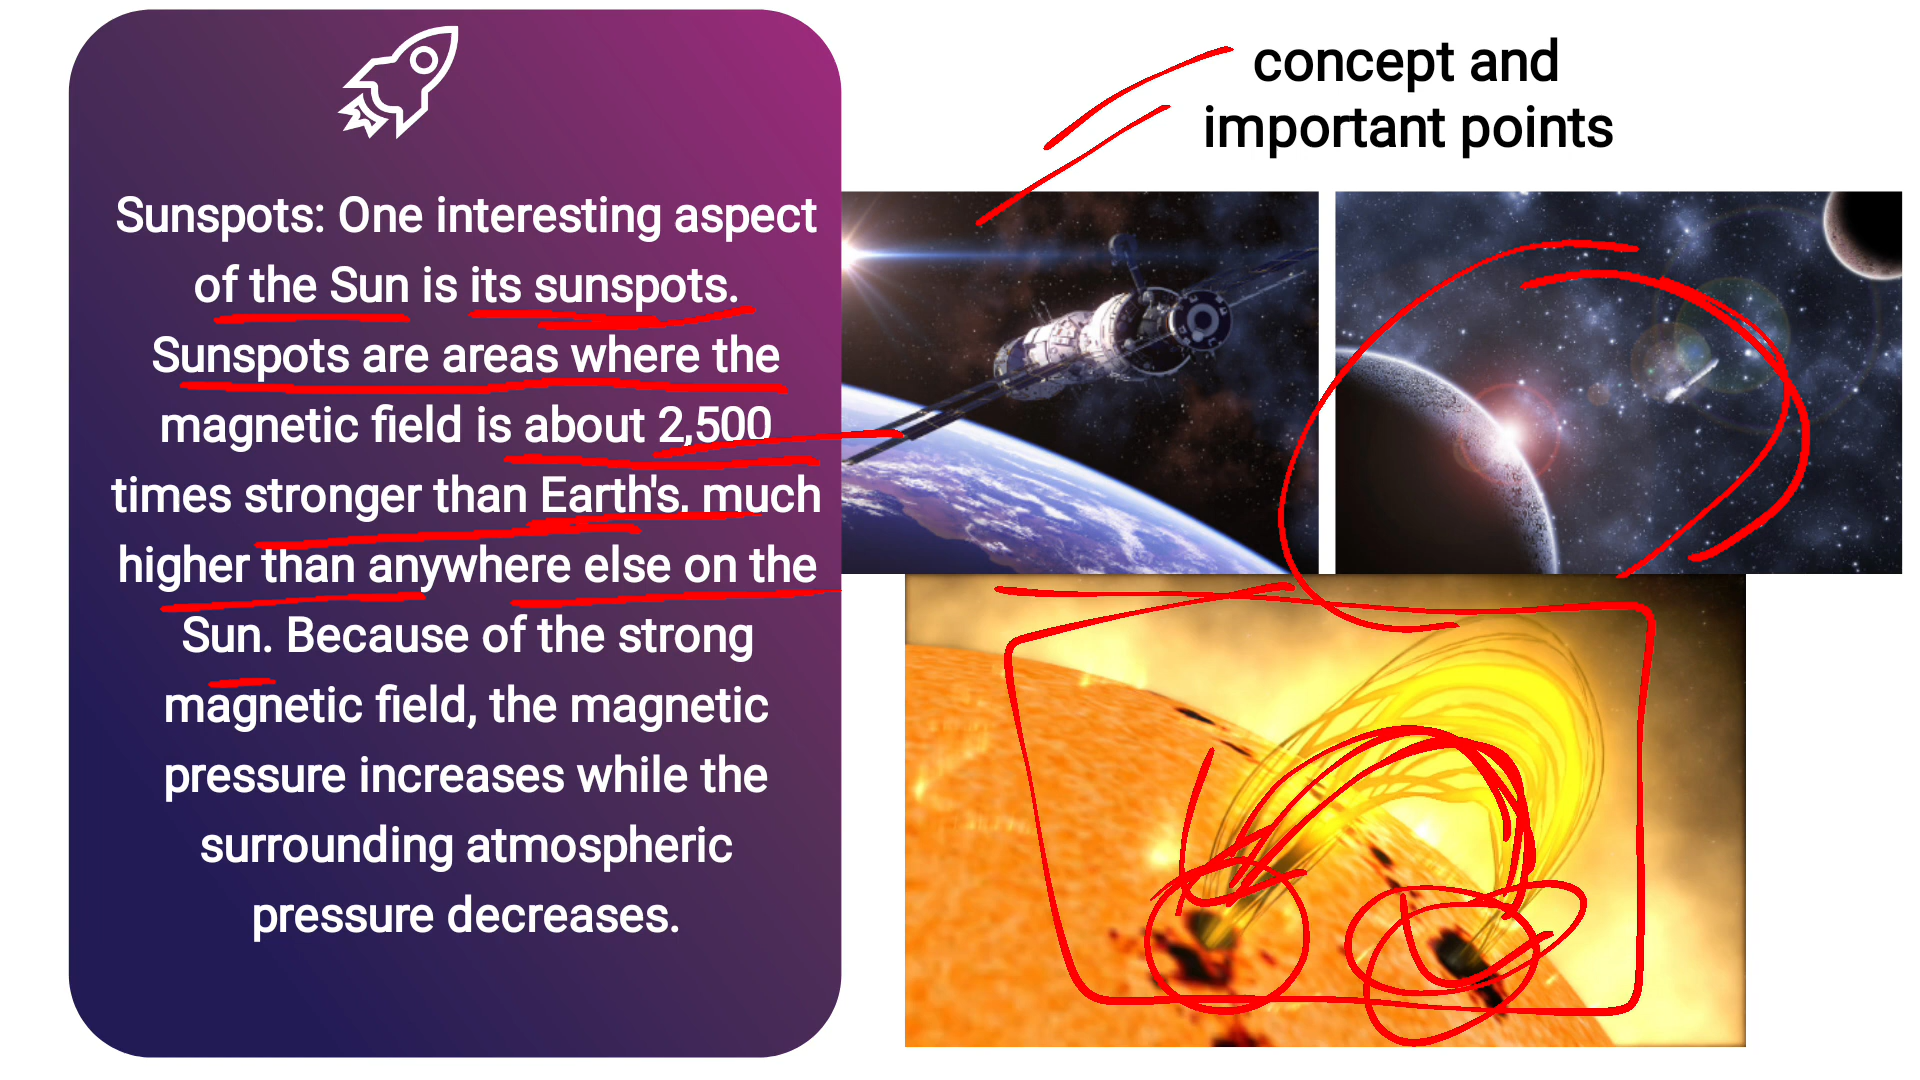 concept and
important points
Sunspots: One interesting aspect
of the Sun is its sunspots.
Sunspots are areas where the
magnetic field is about 2,500
times stronger than Earth's. much
higher than anywhere else on the
Sun. Because of the strong
magnetic field, the magnetic
pressure increases while the
surrounding atmospheric
pressure decreases.